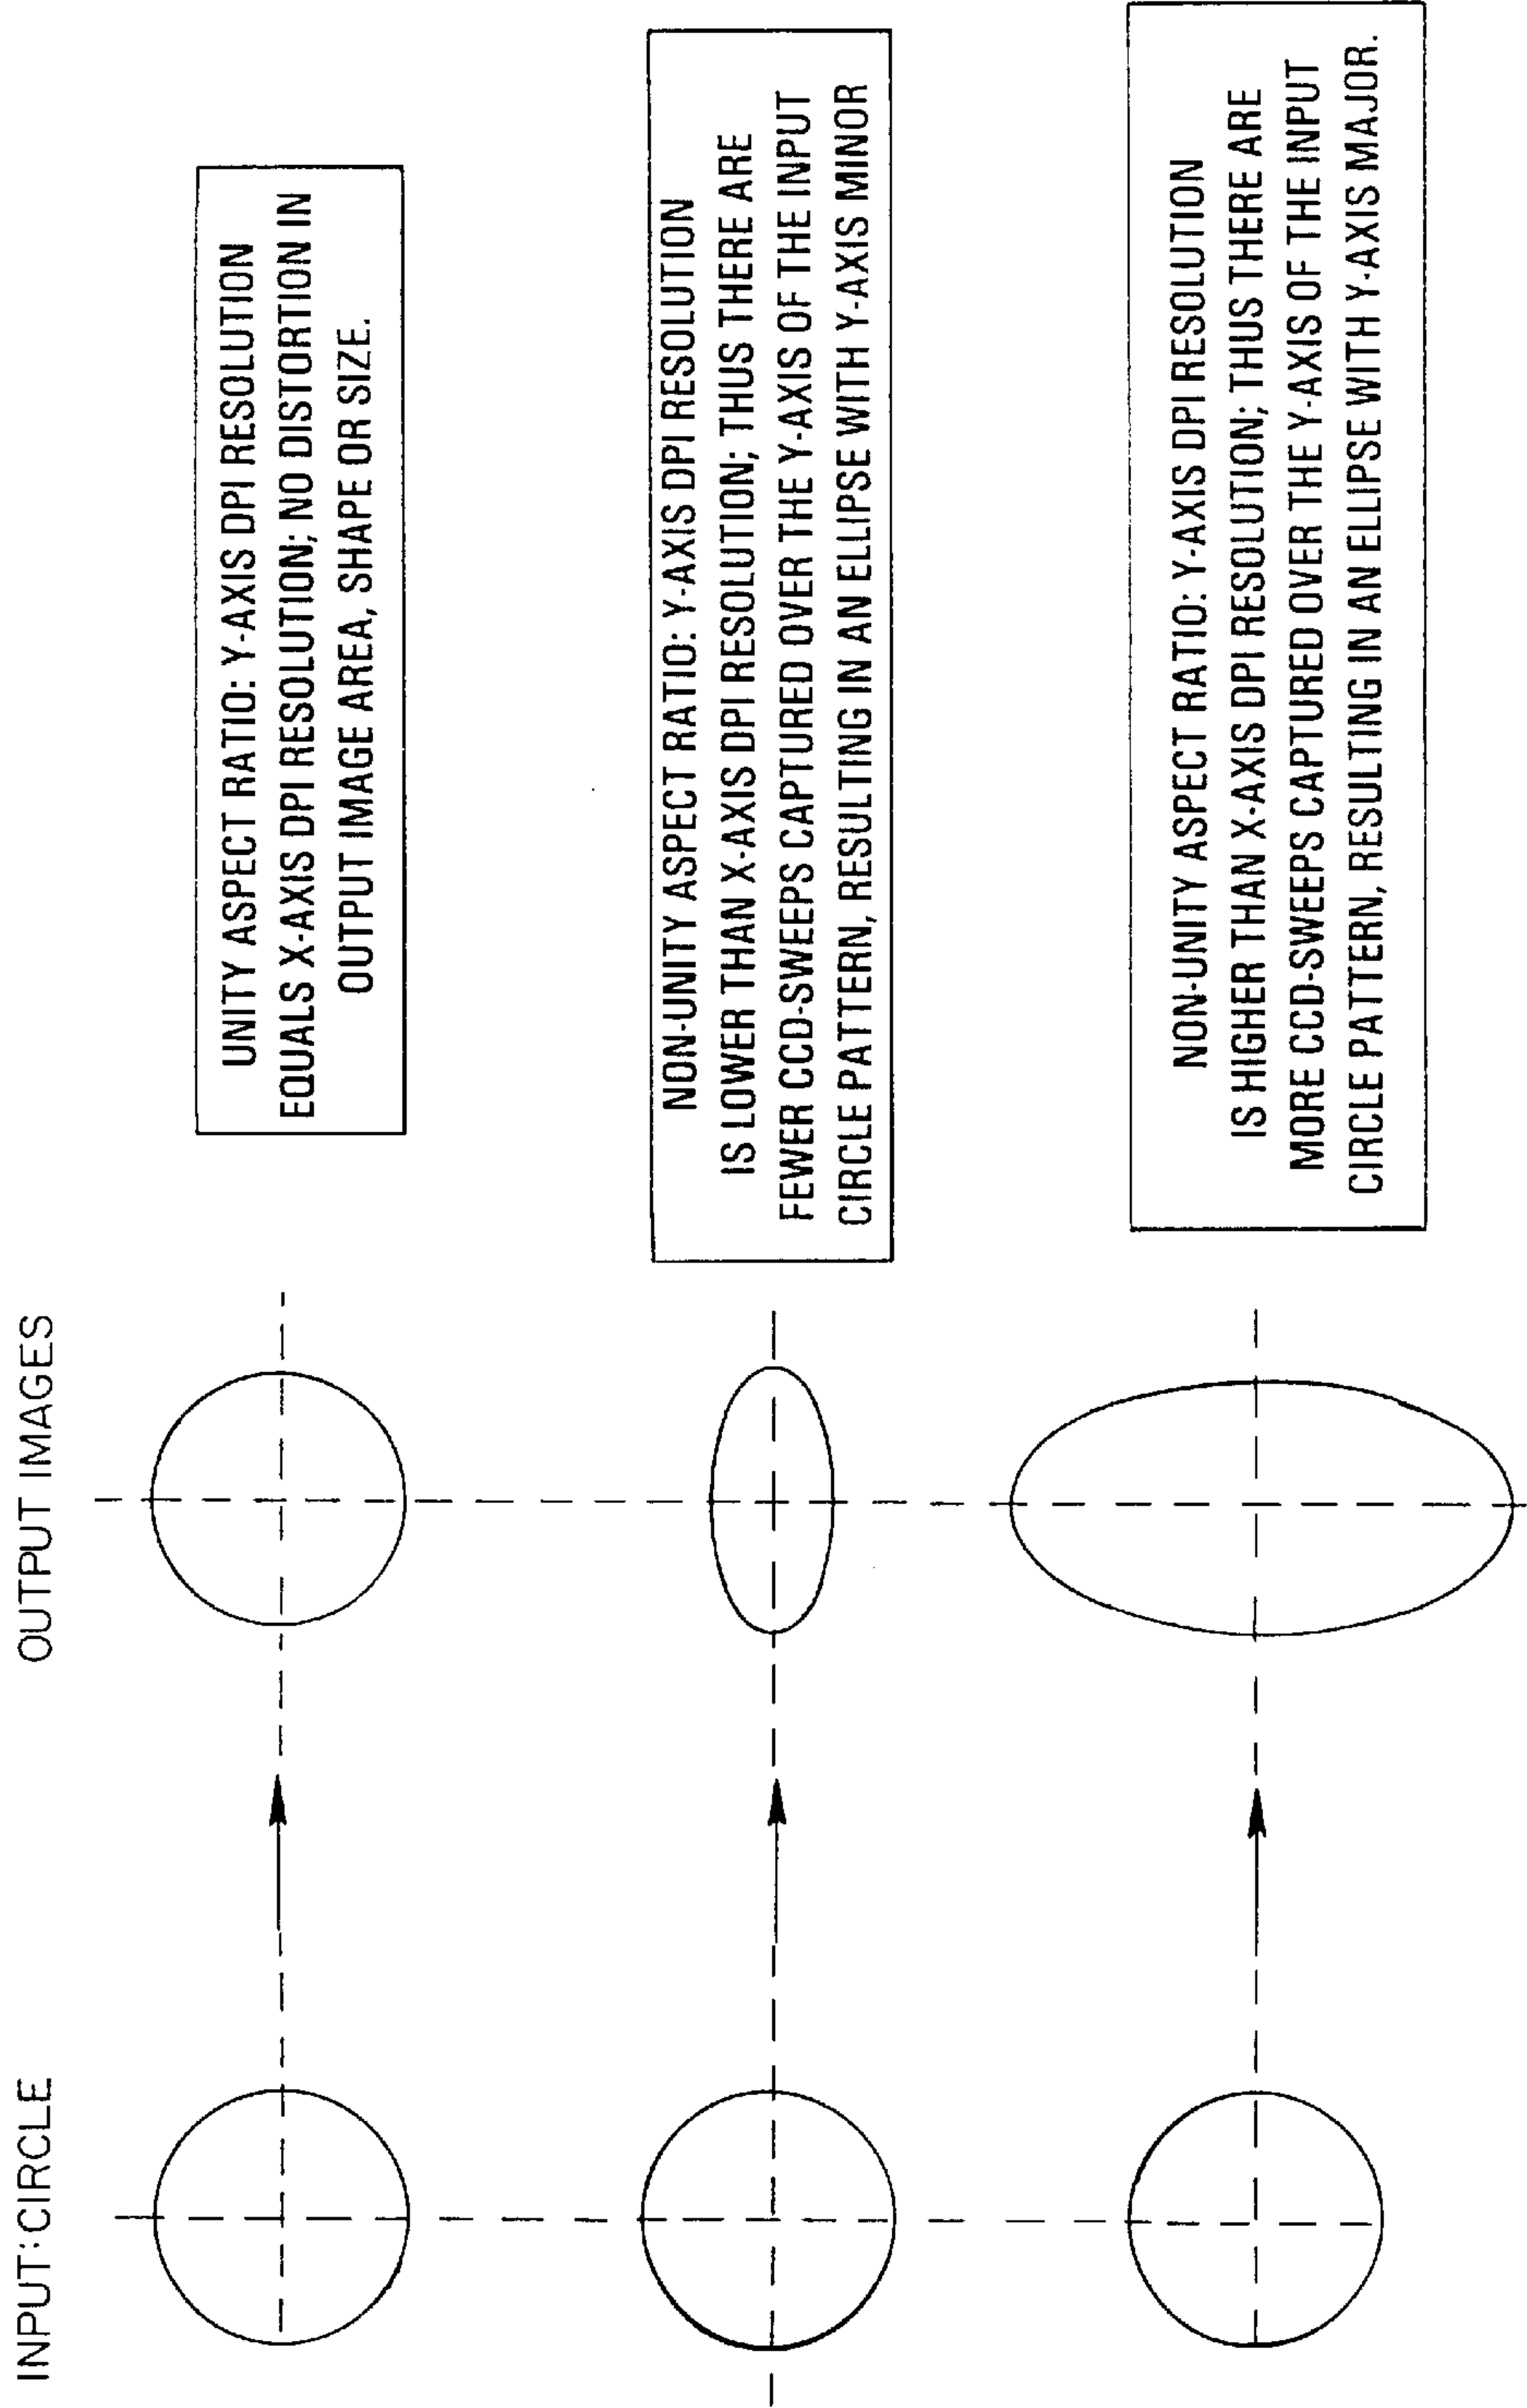 INPUT:CIRCLE
OUTPUT IMAGES
UNITY ASPECT RATIO: Y-AXIS DPI RESOLUTION
EQUALS X-AXIS DPI RESOLUTION; NO DISTORTION IN
OUTPUT IMAGE AREA, SHAPE OR SIZE.
NON-UNITY ASPECT RATIO: Y-AXIS DPI RESOLUTION
IS LOWER THAN X-AXIS DPI RESOLUTION; THUS THERE ARE
FEWER CCD-SWEEPS CAPTURED OVER THE Y-AXIS OF THE INPUT
CIRCLE PATTERN, RESULTING IN AN ELLIPSE WITH Y-AXIS MINOR
NON-UNITY ASPECT RATIO: Y-AXIS DPI RESOLUTION
IS HIGHER THAN X-AXIS DPI RESOLUTION; THUS THERE ARE
MORE CCD-SWEEPS CAPTURED OVER THE Y-AXIS OF THE INPUT
CIRCLE PATTERN, RESULTING IN AN ELLIPSE WITH Y-AXIS MAJOR.